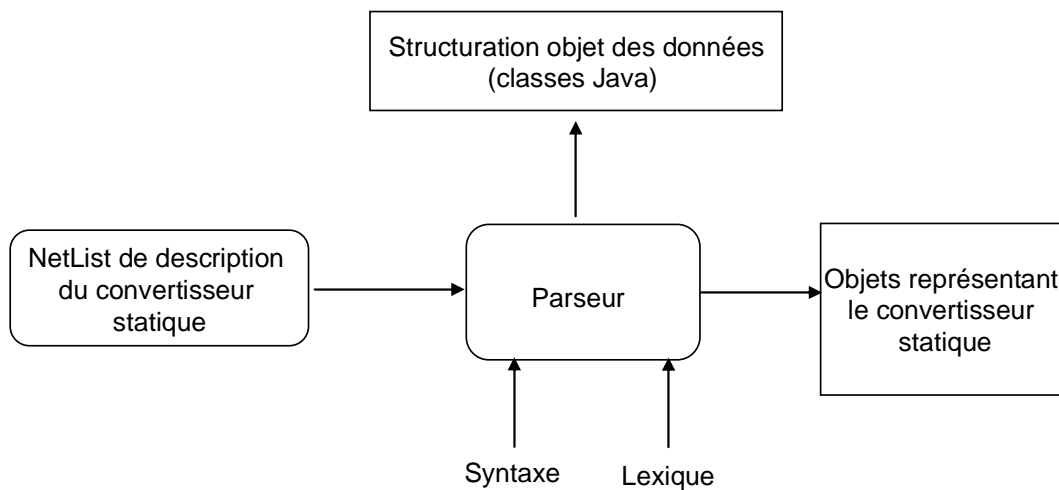 Structuration objet des données
(classes Java)
NetList de description
du convertisseur
statique
Parseur
Objets représentant
le convertisseur
statique
Syntaxe
Lexique